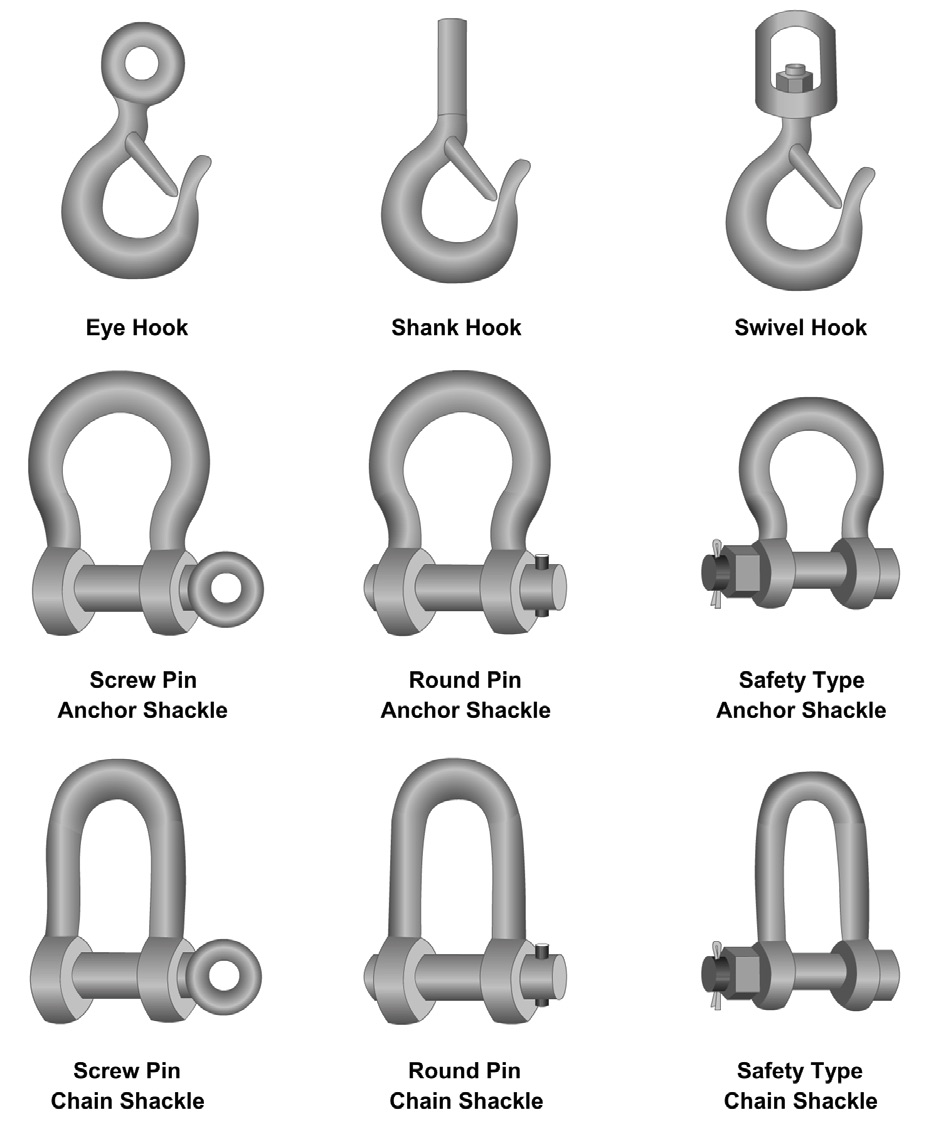 Eye Hook
Shank Hook
Swivel Hook
Screw Pin
Anchor Shackle
Round Pin
Anchor Shackle
Safety Type
Anchor Shackle
Screw Pin
Chain Shackle
Round Pin
Chain Shackle
Safety Type
Chain Shackle